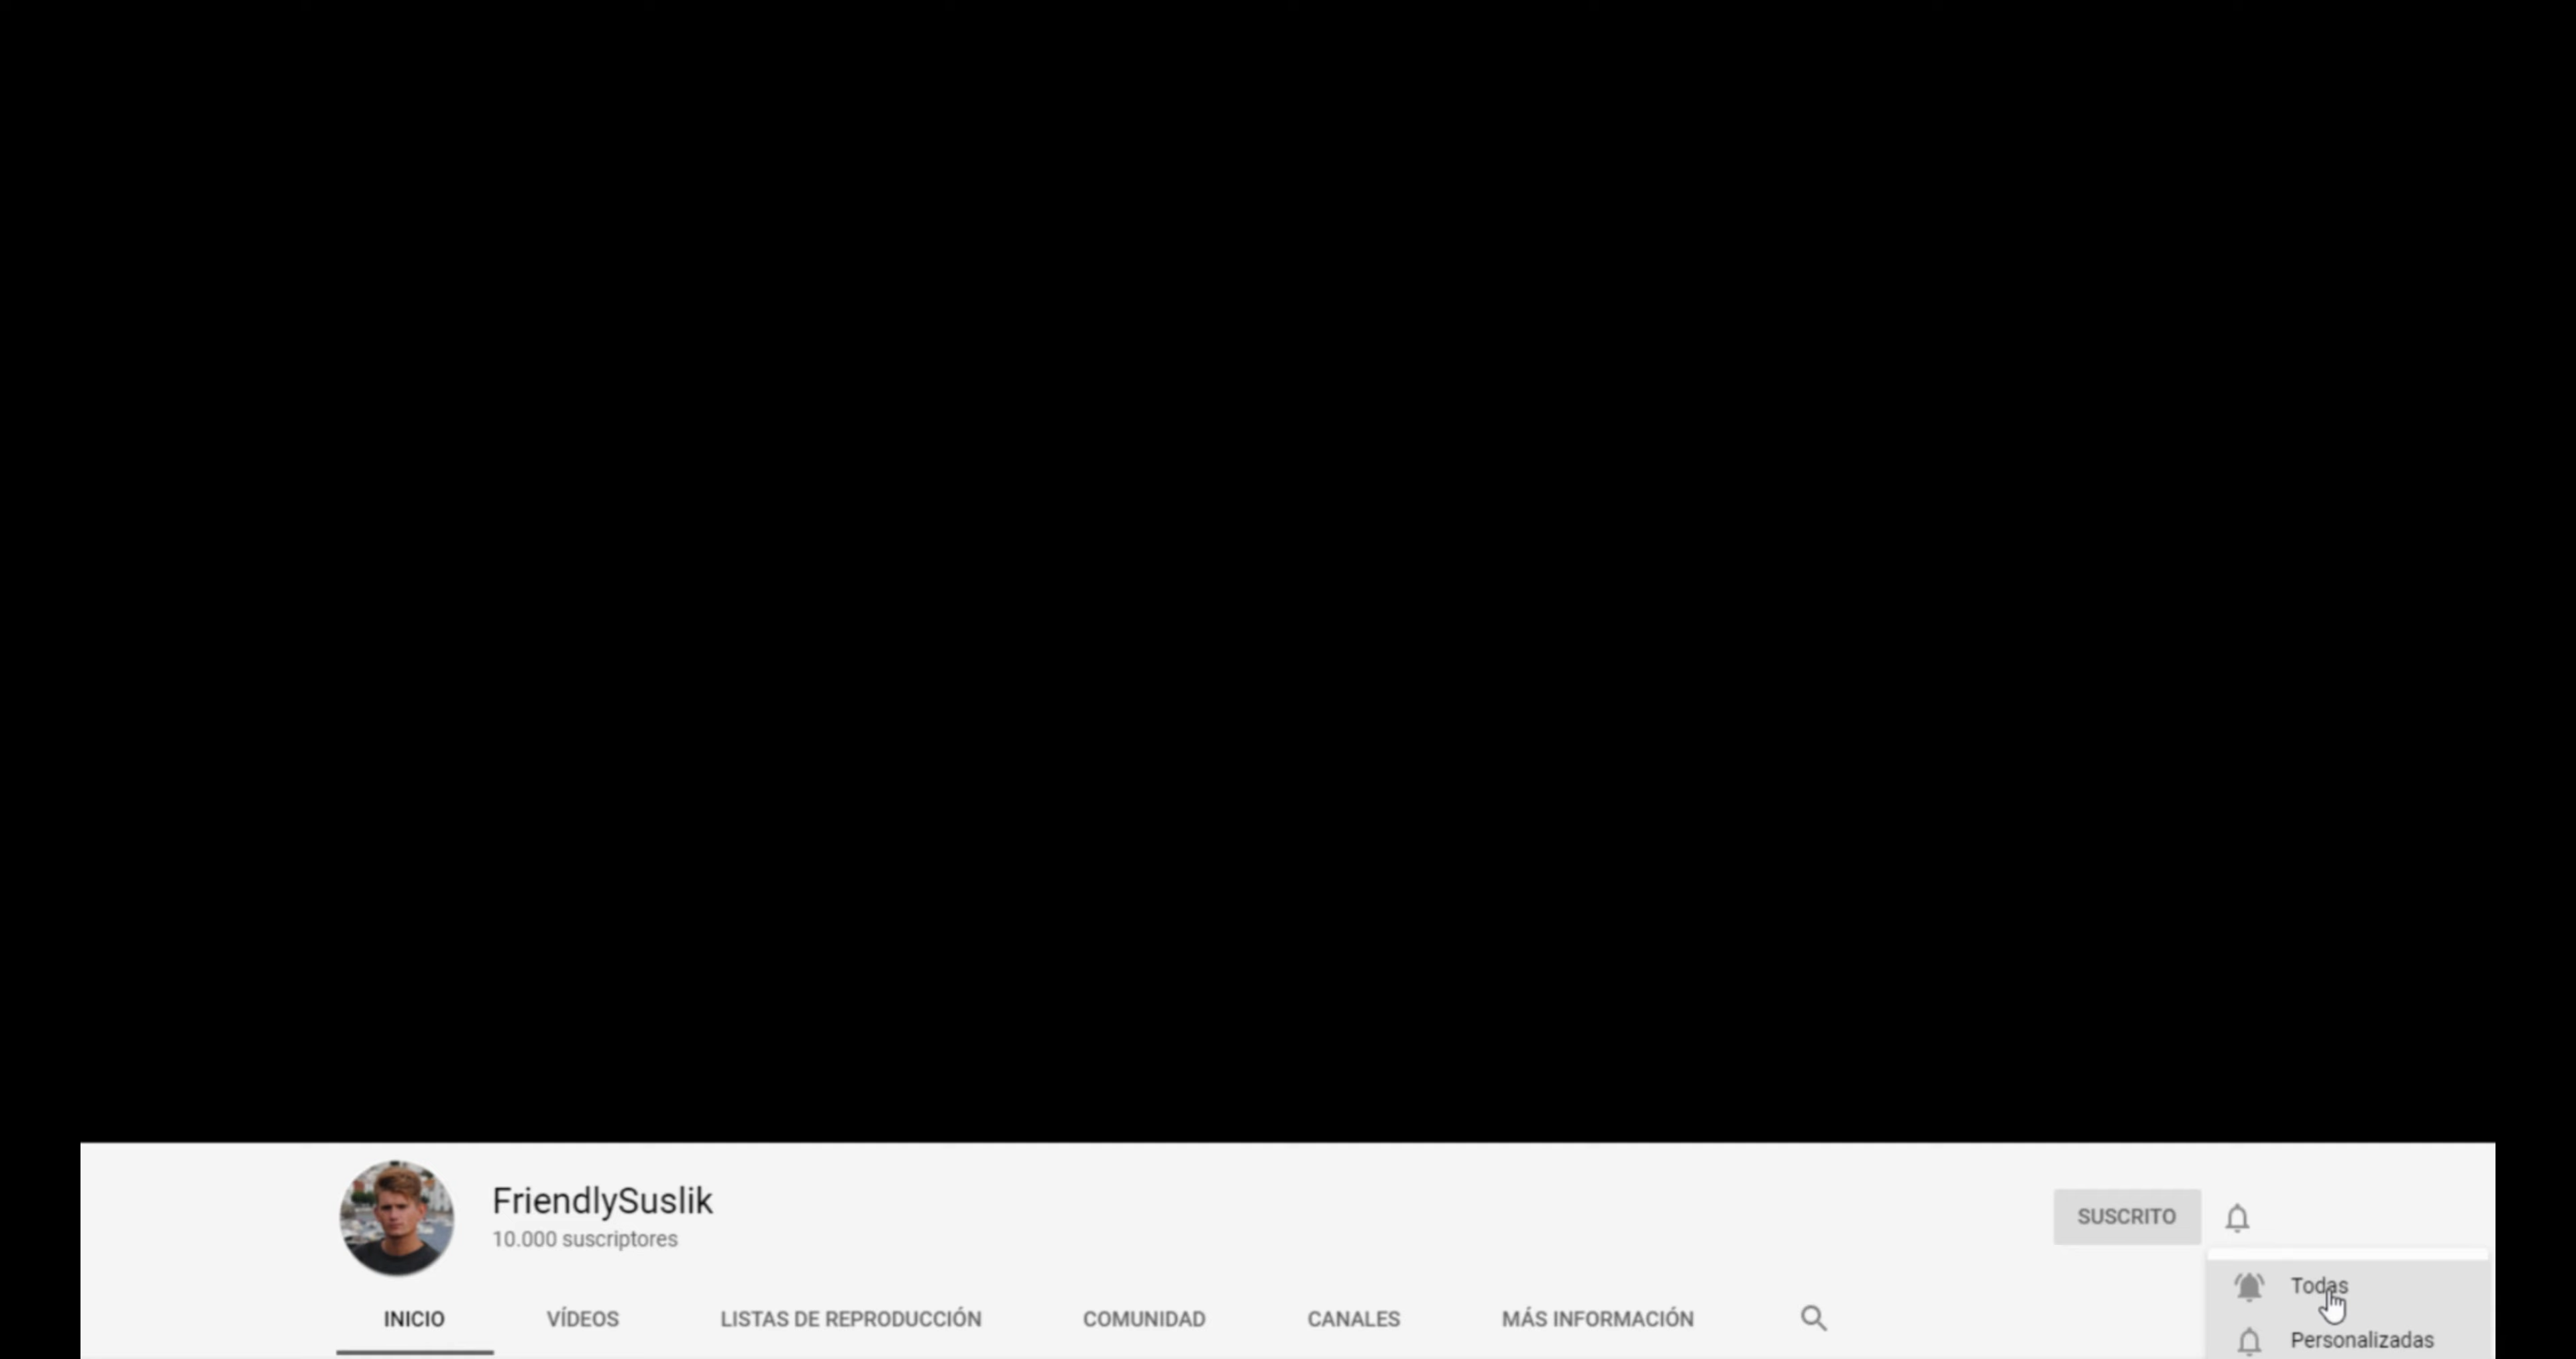 FriendlySuslik
10.000 suscriptores
SUSCRITO
Todas
Personalizadas
INICIO
VÍDEOS
LISTAS DE REPRODUCCIÓN
COMUNIDAD
CANALES
MÁS INFORMACIÓN